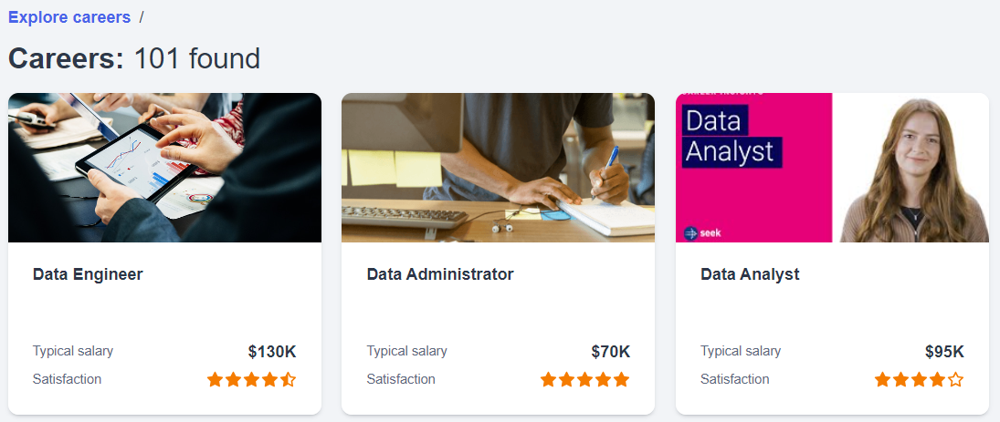 Explore careers /
Careers: 101 found
Data
Analyst
seek
Data Engineer
Typical salary $130K
Satisfaction
Data Administrator
Typical salary $70K
Satisfaction
Data Analyst
Typical salary $95K
Satisfaction